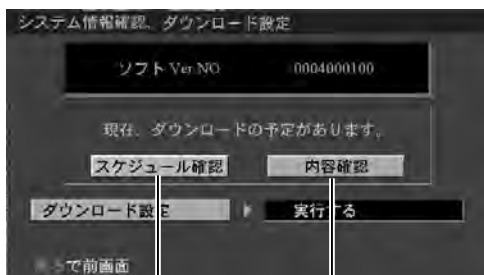 システム情報確認、ダウンロード設定
ソフト Ver.NO 0004000100
現在、ダウンロードの予定があります。
スケジュール確認 内容確認
ダウンロード設定 実行する
で前画面